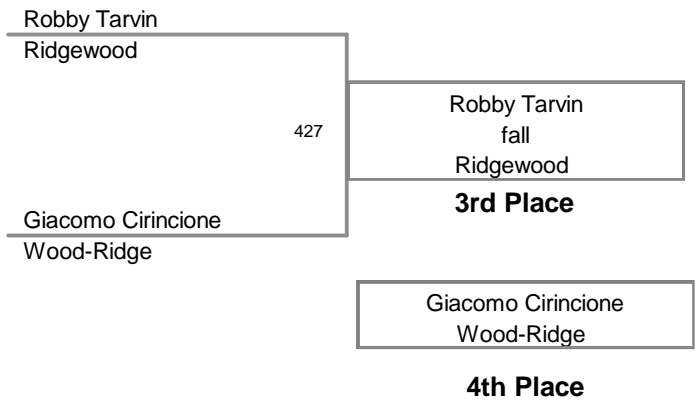 Robby Tarvin
Ridgewood
427
Robby Tarvin
fall
Ridgewood
3rd Place
Giacomo Cirincione
Wood-Ridge
Giacomo Cirincione
Wood-Ridge
4th Place